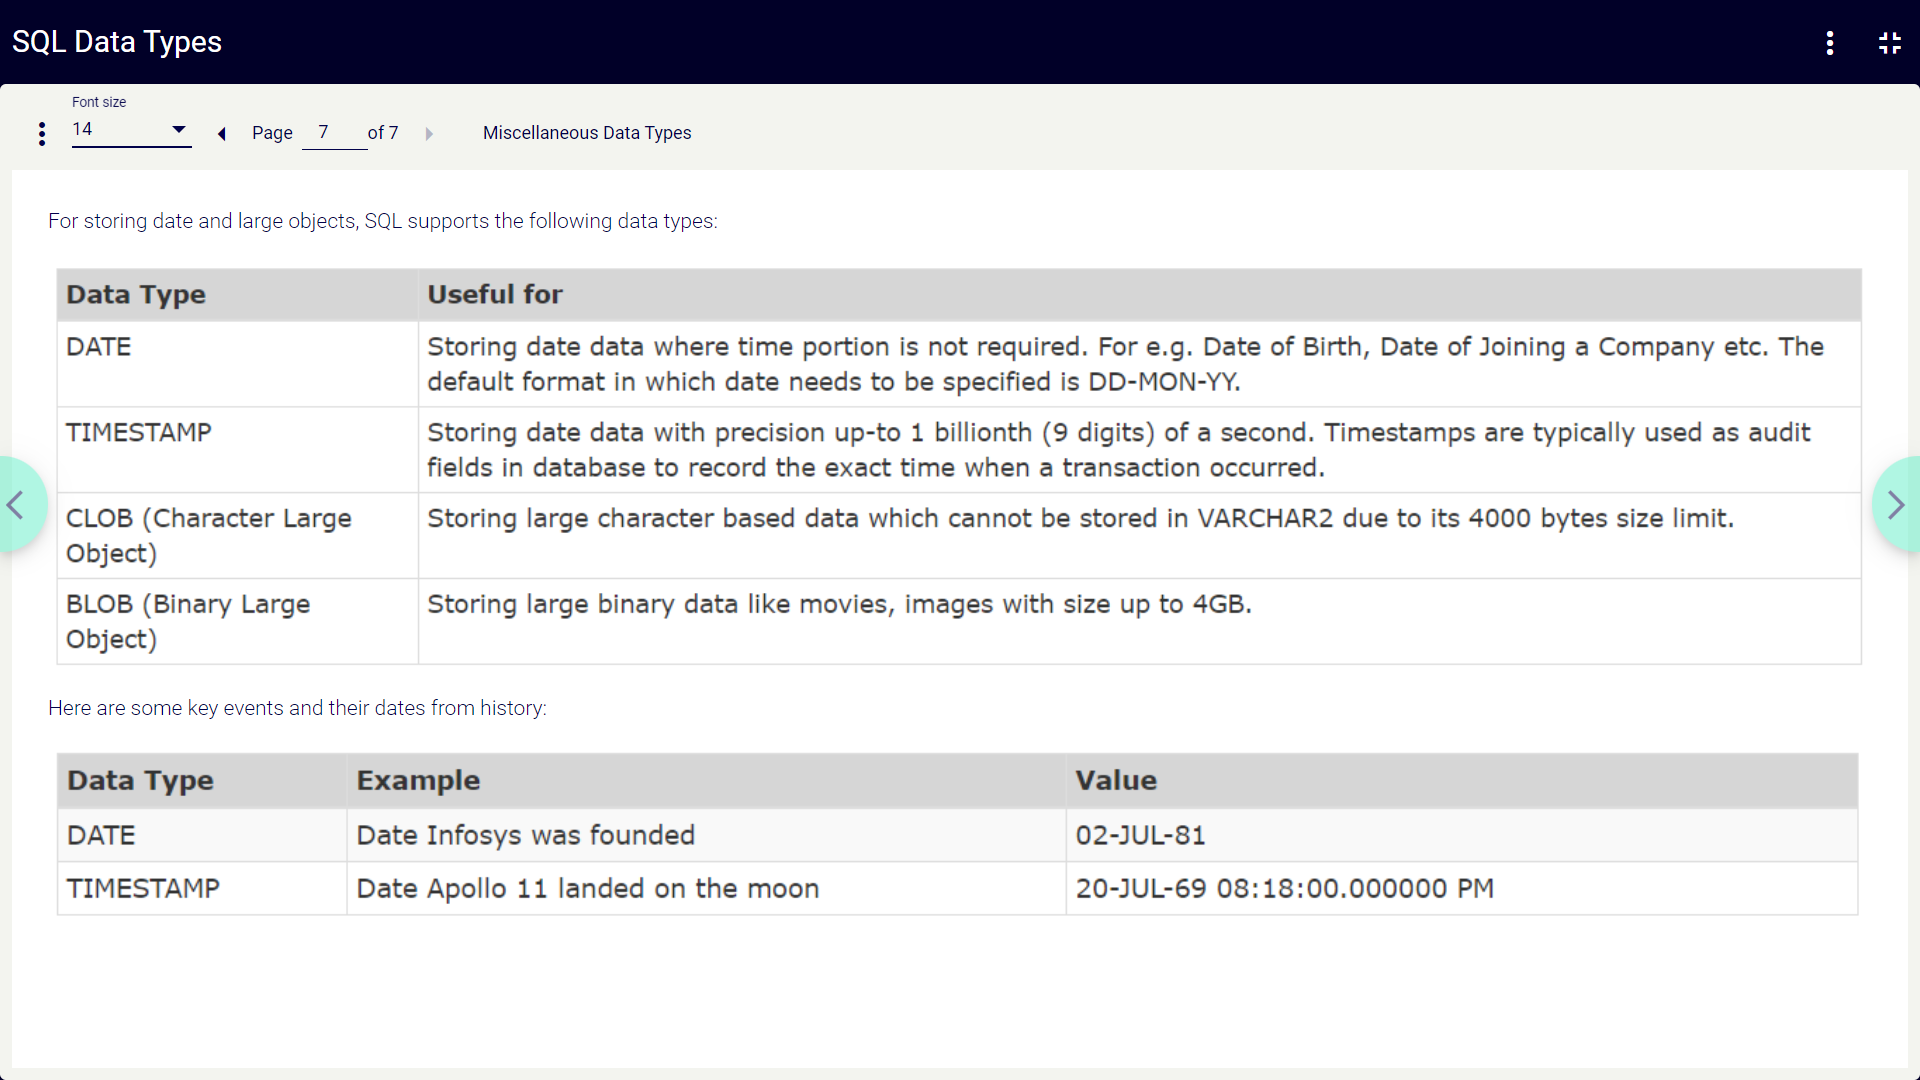 SQL Data Types
Font size
14
Page 7 of 7
Miscellaneous Data Types
For storing date and large objects, SQL supports the following data types:
Data Type Useful for
DATE Storing date data where time portion is not required. For e.g. Date of Birth, Date of Joining a Company etc. The
default format in which date needs to be specified is DD-MON-YY.
TIMESTAMP Storing date data with precision up-to 1 billionth (9 digits) of a second. Timestamps are typically used as audit
fields in database to record the exact time when a transaction occurred.
CLOB (Character Large Storing large character based data which cannot be stored in VARCHAR2 due to its 4000 bytes size limit.
Object)
BLOB (Binary Large Storing large binary data like movies, images with size up to 4GB.
Object)
Here are some key events and their dates from history:
Data Type Example Value
DATE Date Infosys was founded 02-JUL-81
TIMESTAMP Date Apollo 11 landed on the moon 20-JUL-69 08:18:00.000000 PM